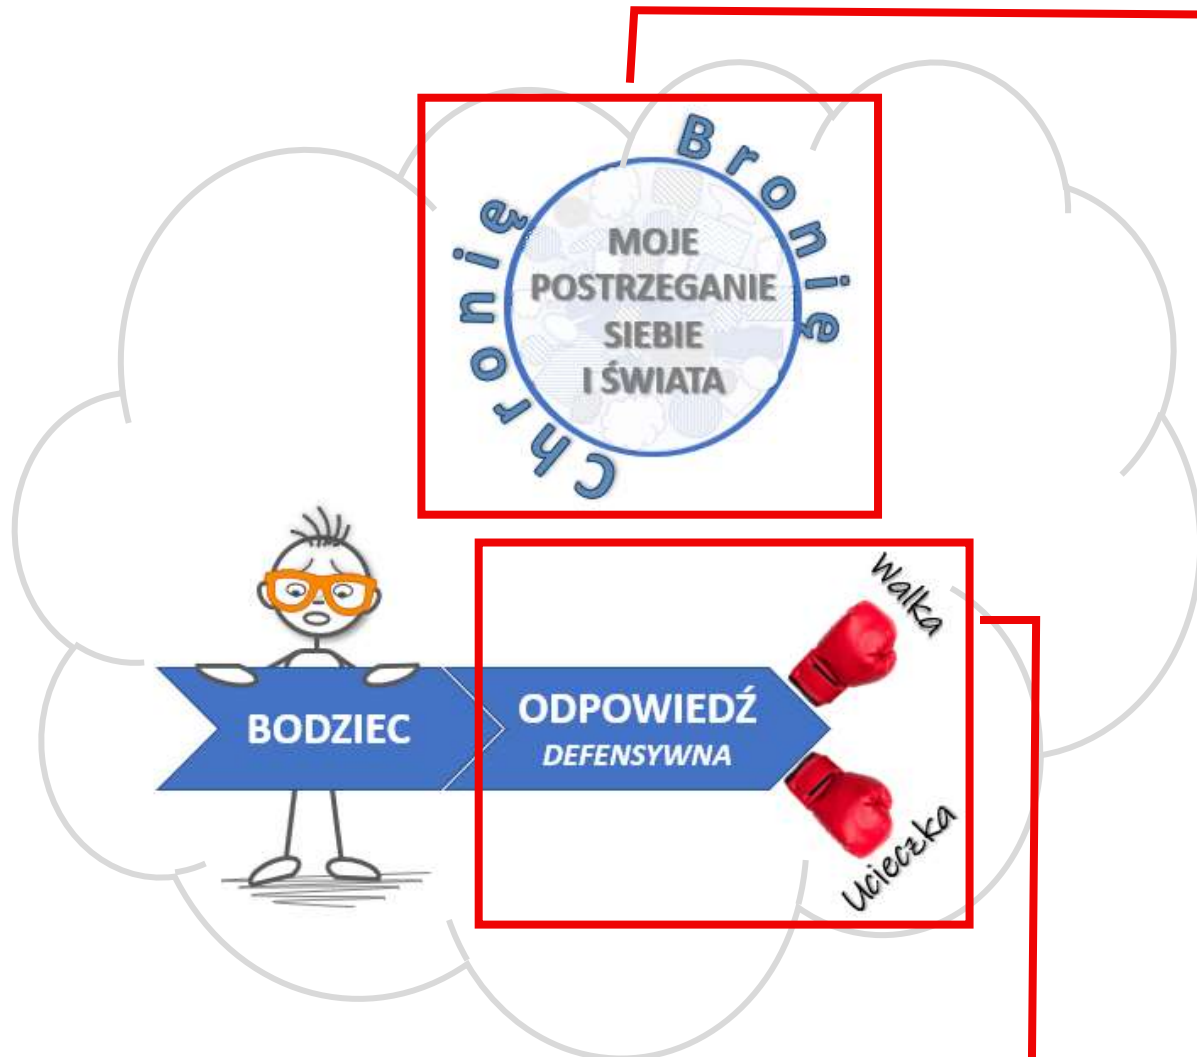 Bronię
Chronię
MOJE
POSTRZEGANIE
SIEBIE
I ŚWIATA
BODZIEC
ODPOWIEDŹ
DEFENSYWNA
Walka
Ucieczka